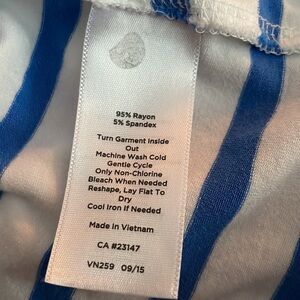 95% Rayon
5% Spandex
Turn Garment Inside
Out
Machine Wash Cold
Gentle Cycle
Only Non-Chlorine
Bleach When Needed
Reshape, Lay Flat To
Dry
Cool Iron If Needed
Made in Vietnam
CA #23147
VN259 09/15